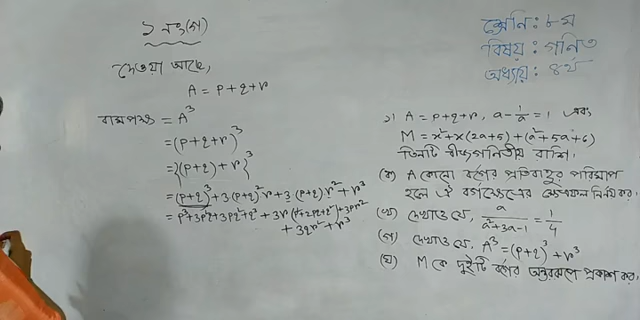 ১ নং (গ)
দেওয়া আছে,
A = p+q+r
বামপক্ষ = A³
= (p+q+r)³
= {(p+q)+r}³
= (p+q)³+3(p+q)²r+3(p+q)r²+r³
= p³+3p²q+3pq²+q³+3r(p²+2pq+q²)+3pr²
+3qr²+r³
শ্রেনি: ৮ম
বিষয়: গনিত
অধ্যায়: ৪র্থ
১) A = p+q+r, a-1/a = 1 এবং
M = x²+x(2a+5)+(a²+5a+6)
তিনটি বীজগনিতীয় রাশি।
(ক) A কোনো বর্গের প্রতিবাহুর পরিমাপ
হলে ঐ বর্গক্ষেত্রের ক্ষেত্রফল নির্নয় কর।
(খ) দেখাও যে, a/(a²+3a-1) = 1/4
(গ) দেখাও যে, A³ = (p+q)³+r³
(ঘ) M কে দুইটি বর্গের অন্তররূপে প্রকাশ কর।